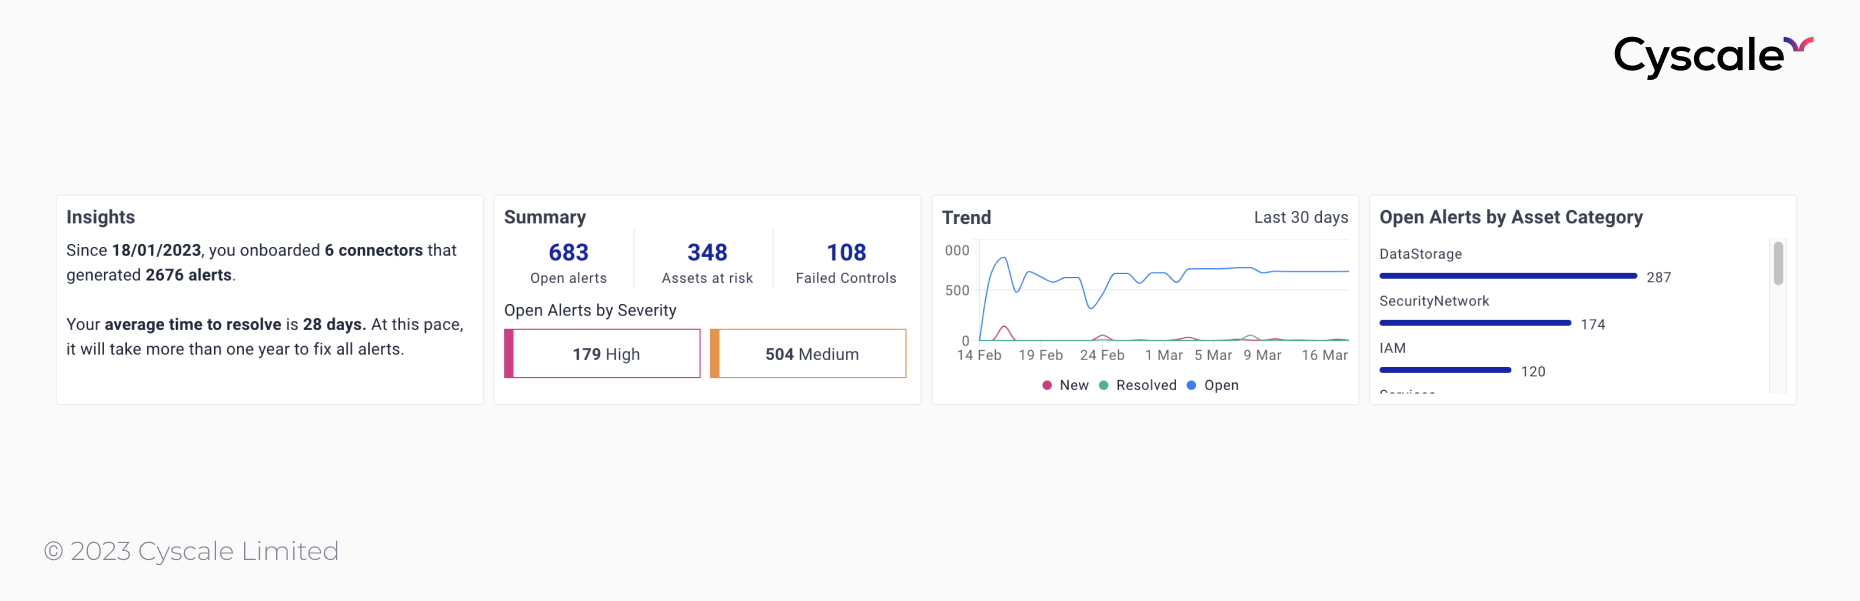 Cyscale
Insights
Since 18/01/2023, you onboarded 6 connectors that
generated 2676 alerts.
Your average time to resolve is 28 days. At this pace,
it will take more than one year to fix all alerts.
Summary
683
Open alerts
348
Assets at risk
108
Failed Controls
Open Alerts by Severity
179 High
504 Medium
Trend
Last 30 days
000
500
0
14 Feb 19 Feb 24 Feb 1 Mar 5 Mar 9 Mar 16 Mar
New Resolved Open
Open Alerts by Asset Category
DataStorage
287
SecurityNetwork
174
IAM
120
© 2023 Cyscale Limited